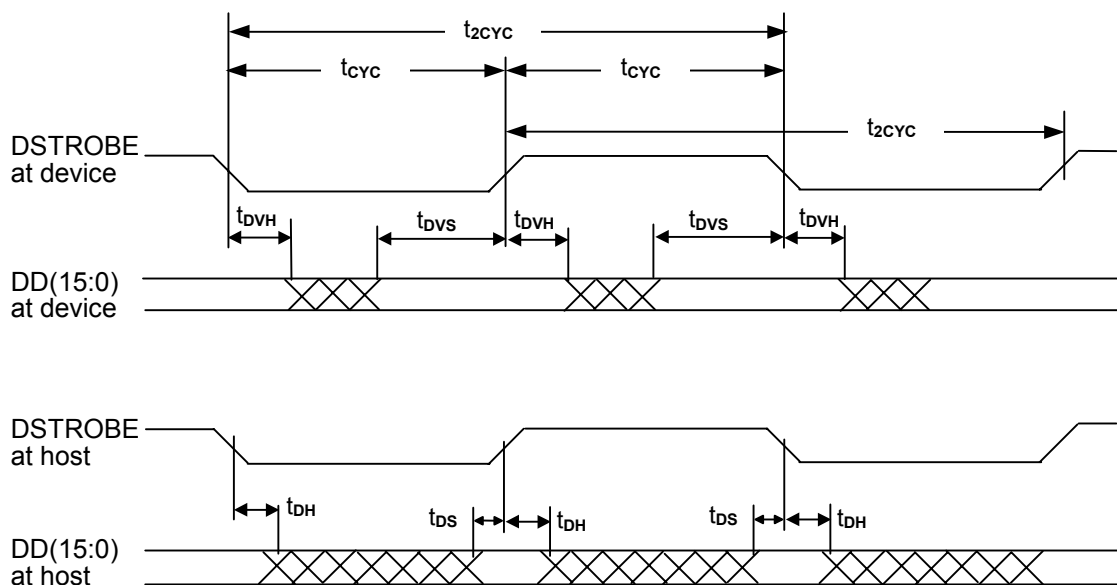 t2CYC
tCYC tCYC
t2CYC
DSTROBE
at device
tDVH tDVS tDVH tDVS tDVH
DD(15:0)
at device
DSTROBE
at host
tDH tDS tDH tDS tDH
DD(15:0)
at host